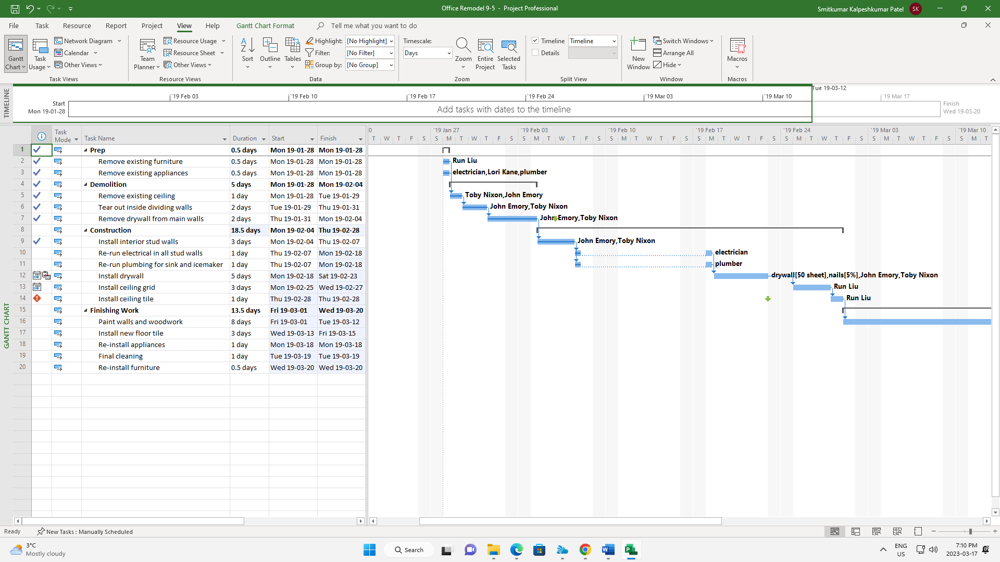 Office Remodel 9-5 - Project Professional
Smitkumar Kalpeshkumar Patel SK
File Task Resource Report Project View Help Gantt Chart Format Tell me what you want to do
Gantt Chart
Task Usage
Network Diagram
Calendar
Other Views
Task Views
Team Planner
Resource Usage
Resource Sheet
Other Views
Resource Views
Sort
Outline
Tables
Highlight: [No Highlight]
Filter: [No Filter]
Group by: [No Group]
Data
Timescale:
Days
Zoom
Entire Project
Selected Tasks
Zoom
Timeline Timeline
Details
Split View
New Window
Switch Windows
Arrange All
Hide
Window
Macros
Macros
TIMELINE
Tue 19-03-12
'19 Feb 03 '19 Feb 10 '19 Feb 17 '19 Feb 24 '19 Mar 03 '19 Mar 10 '19 Mar 17
Start
Mon 19-01-28
Add tasks with dates to the timeline
Finish
Wed 19-03-20
GANTT CHART
Task Mode Task Name Duration Start Finish
0 '19 Jan 27 '19 Feb 03 '19 Feb 10 '19 Feb 17 '19 Feb 24 '19 Mar 03 '19 Mar 10
T W T F S S M T W T F S S M T W T F S S M T W T F S S M T W T F S S M T W T F S S M T W T F S S M T
1 Prep 0.5 days Mon 19-01-28 Mon 19-01-28
2 Remove existing furniture 0.5 days Mon 19-01-28 Mon 19-01-28 Run Liu
3 Remove existing appliances 0.5 days Mon 19-01-28 Mon 19-01-28 electrician,Lori Kane,plumber
4 Demolition 5 days Mon 19-01-28 Mon 19-02-04
5 Remove existing ceiling 1 day Mon 19-01-28 Tue 19-01-29 Toby Nixon,John Emory
6 Tear out inside dividing walls 2 days Tue 19-01-29 Thu 19-01-31 John Emory,Toby Nixon
7 Remove drywall from main walls 2 days Thu 19-01-31 Mon 19-02-04 John Emory,Toby Nixon
8 Construction 18.5 days Mon 19-02-04 Thu 19-02-28
9 Install interior stud walls 3 days Mon 19-02-04 Thu 19-02-07 John Emory,Toby Nixon
10 Re-run electrical in all stud walls 1 day Thu 19-02-07 Mon 19-02-18 electrician
11 Re-run plumbing for sink and icemaker 1 day Thu 19-02-07 Mon 19-02-18 plumber
12 Install drywall 5 days Mon 19-02-18 Sat 19-02-23 drywall[50 sheet],nails[5%],John Emory,Toby Nixon
13 Install ceiling grid 3 days Mon 19-02-25 Wed 19-02-27 Run Liu
14 Install ceiling tile 1 day Thu 19-02-28 Thu 19-02-28 Run Liu
15 Finishing Work 13.5 days Fri 19-03-01 Wed 19-03-20
16 Paint walls and woodwork 8 days Fri 19-03-01 Tue 19-03-12
17 Install new floor tile 3 days Wed 19-03-13 Fri 19-03-15
18 Re-install appliances 1 day Mon 19-03-18 Mon 19-03-18
19 Final cleaning 1 day Tue 19-03-19 Tue 19-03-19
20 Re-install furniture 0.5 days Wed 19-03-20 Wed 19-03-20
Ready New Tasks : Manually Scheduled
3°C
Mostly cloudy
Search
ENG
US
7:10 PM
2023-03-17